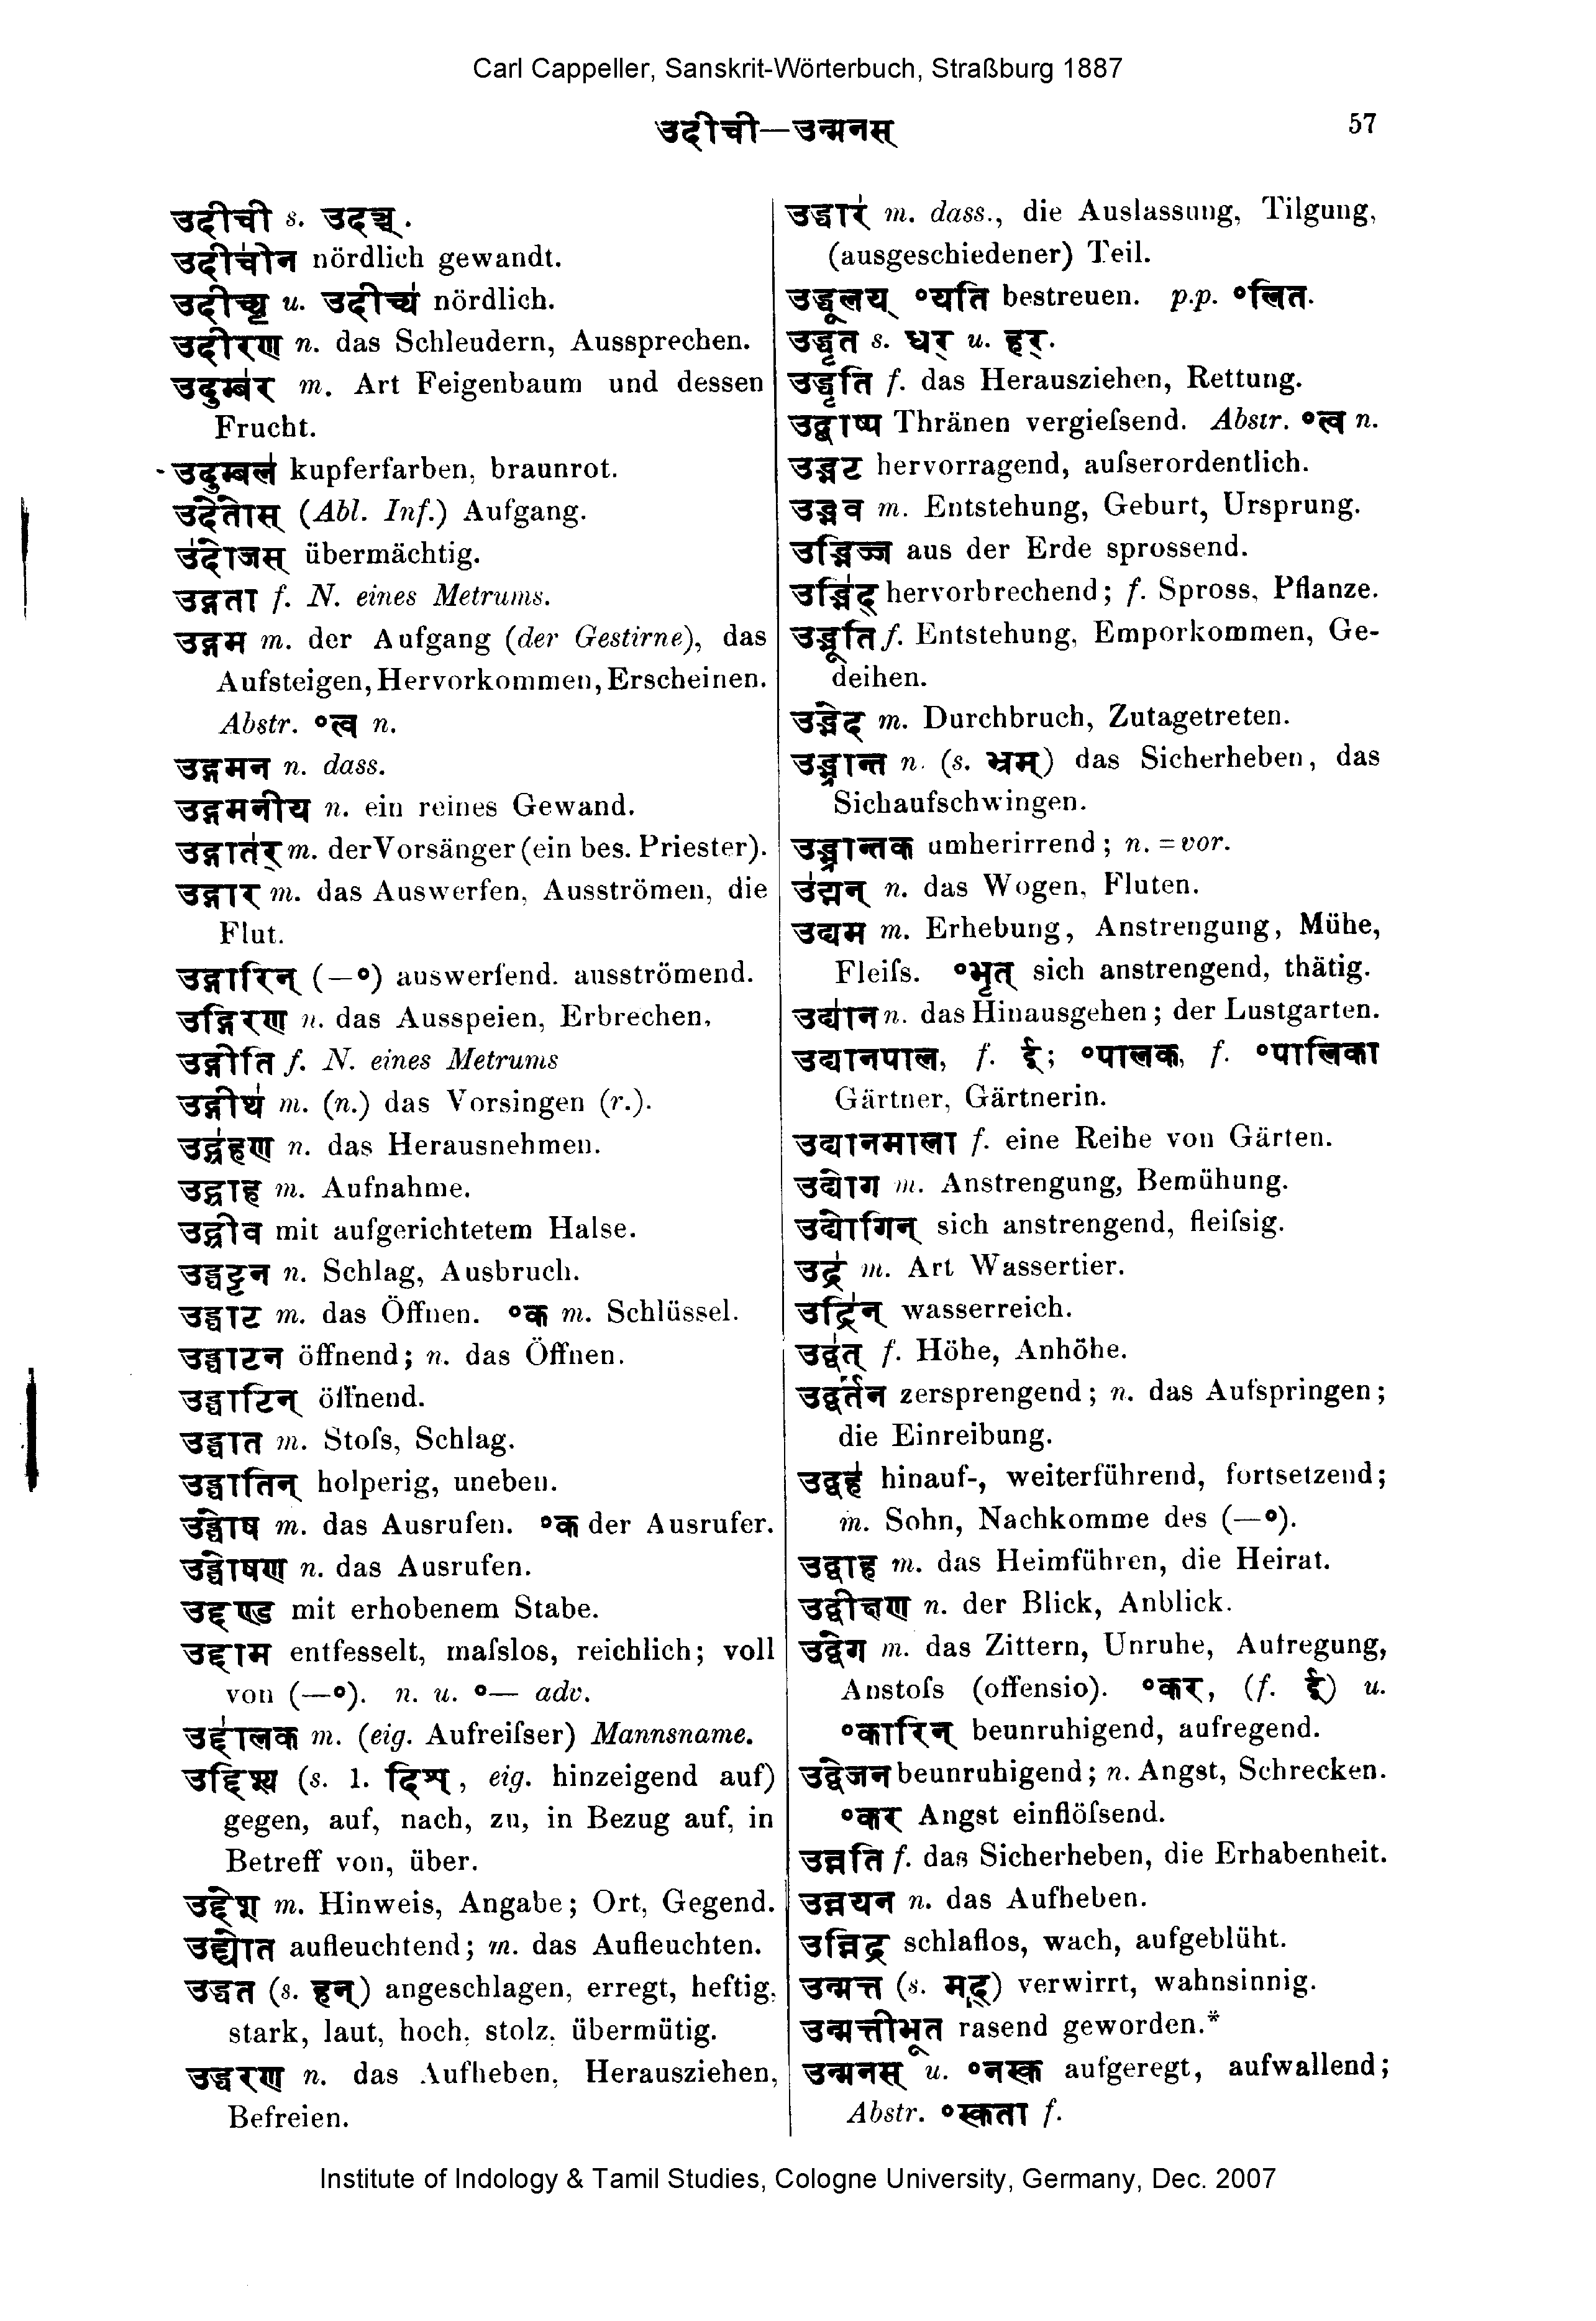 Carl Cappeller, Sanskrit-Wörterbuch, Straßburg 1887
उदीची—उन्मनस्
57
उदीची s. उदञ्च्.
उदीची॑न nördlich gewandt.
उदीच्य u. उदीच्य॑ nördlich.
उदीरण n. das Schleudern, Aussprechen.
उदुम्ब॑र m. Art Feigenbaum und dessen
Frucht.
उदुम्बल॑ kupferfarben, braunrot.
उदे॑तोस् (Abl. Inf.) Aufgang.
उ॑दोजस् übermächtig.
उद्गता f. N. eines Metrums.
उद्गम m. der Aufgang (der Gestirne), das
Aufsteigen, Hervorkommen, Erscheinen.
Abstr. °त्व n.
उद्गमन n. dass.
उद्गमनीय n. ein reines Gewand.
उद्गात॑र् m. der Vorsänger (ein bes. Priester).
उद्गार m. das Auswerfen, Ausströmen, die
Flut.
उद्गारिन् (—°) auswerfend, ausströmend.
उद्गिरण n. das Ausspeien, Erbrechen,
उद्गीति f. N. eines Metrums
उद्गीथ॑ m. (n.) das Vorsingen (r.).
उद्ग्रहण n. das Herausnehmen.
उद्ग्राह m. Aufnahme.
उद्ग्रीव mit aufgerichtetem Halse.
उद्घट्टन n. Schlag, Ausbruch.
उद्घाट m. das Öffnen. °क m. Schlüssel.
उद्घाटन öffnend; n. das Öffnen.
उद्घाटिन् öffnend.
उद्घात m. Stoſs, Schlag.
उद्घातिन् holperig, uneben.
उद्घोष m. das Ausrufen. °क der Ausrufer.
उद्घोषण n. das Ausrufen.
उद्दण्ड mit erhobenem Stabe.
उद्दाम entfesselt, maſslos, reichlich; voll
von (—°). n. u. °— adv.
उद्दा॑लक m. (eig. Aufreiſser) Mannsname.
उद्दिश्य (s. 1. दिश्, eig. hinzeigend auf)
gegen, auf, nach, zu, in Bezug auf, in
Betreff von, über.
उद्देश m. Hinweis, Angabe; Ort, Gegend.
उद्द्योत aufleuchtend; m. das Aufleuchten.
उद्धत (s. हन्) angeschlagen, erregt, heftig,
stark, laut, hoch, stolz, übermütig.
उद्धरण n. das Aufheben, Herausziehen,
Befreien.
उद्धार॑ m. dass., die Auslassung, Tilgung,
(ausgeschiedener) Teil.
उद्धूलय् °यति bestreuen. p.p. °लित.
उद्धृत s. धर् u. हर्.
उद्धृति f. das Herausziehen, Rettung.
उद्बाष्प Thränen vergieſsend. Abstr. °त्व n.
उद्भट hervorragend, auſserordentlich.
उद्भव m. Entstehung, Geburt, Ursprung.
उद्भिज्ज aus der Erde sprossend.
उद्भि॑द् hervorbrechend; f. Spross, Pflanze.
उद्भूति f. Entstehung, Emporkommen, Ge-
deihen.
उद्भेद m. Durchbruch, Zutagetreten.
उद्भ्रान्त n. (s. भ्रम्) das Sicherheben, das
Sichaufschwingen.
उद्भ्रान्तक umherirrend; n. = vor.
उ॑द्मन् n. das Wogen, Fluten.
उद्यम m. Erhebung, Anstrengung, Mühe,
Fleiſs. °भृत् sich anstrengend, thätig.
उद्या॑न n. das Hinausgehen; der Lustgarten.
उद्यानपाल, f. ई; °पालक, f. °पालिका
Gärtner, Gärtnerin.
उद्यानमाला f. eine Reihe von Gärten.
उद्योग m. Anstrengung, Bemühung.
उद्योगिन् sich anstrengend, fleiſsig.
उद्र॑ m. Art Wassertier.
उद्रि॑न् wasserreich.
उद्व॑त् f. Höhe, Anhöhe.
उद्वर्तन zersprengend; n. das Aufspringen;
die Einreibung.
उद्वह॑ hinauf-, weiterführend, fortsetzend;
m. Sohn, Nachkomme des (—°).
उद्वाह m. das Heimführen, die Heirat.
उद्वीक्षण n. der Blick, Anblick.
उद्वेग m. das Zittern, Unruhe, Aufregung,
Anstoſs (offensio). °कर, (f. ई) u.
°कारिन् beunruhigend, aufregend.
उद्वेजन beunruhigend; n. Angst, Schrecken.
°कर Angst einflöſsend.
उन्नति f. das Sicherheben, die Erhabenheit.
उन्नयन n. das Aufheben.
उन्निद्र schlaflos, wach, aufgeblüht.
उन्मत्त (s. मद्) verwirrt, wahnsinnig.
उन्मत्तीभूत rasend geworden.*
उन्मनस् u. °नस्क aufgeregt, aufwallend;
Abstr. °स्कता f.
Institute of Indology & Tamil Studies, Cologne University, Germany, Dec. 2007